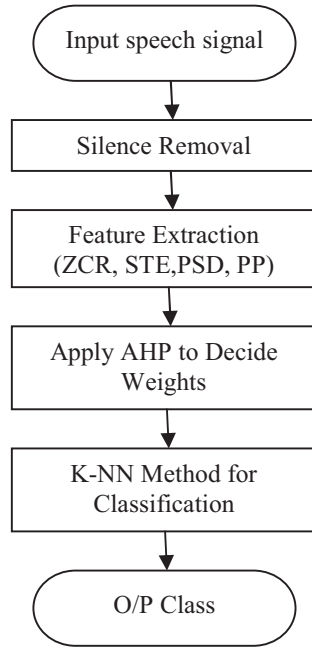 Input speech signal
Silence Removal
Feature Extraction
(ZCR, STE,PSD, PP)
Apply AHP to Decide
Weights
K-NN Method for
Classification
O/P Class